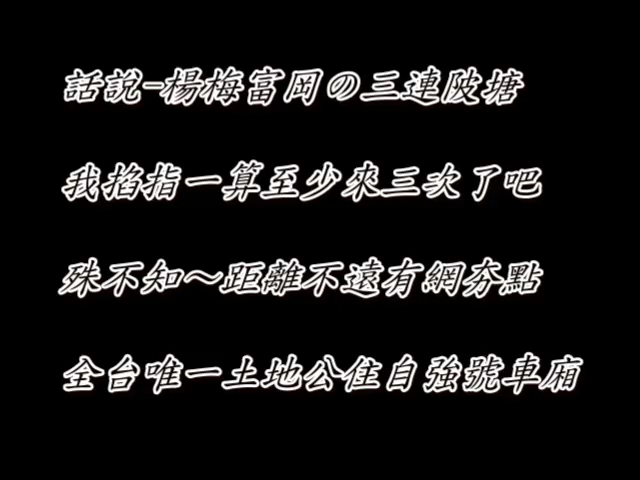 話說-楊梅富岡の三連陂塘
我掐指一算至少來三次了吧
殊不知～距離不遠有網夯點
全台唯一土地公住自強號車廂